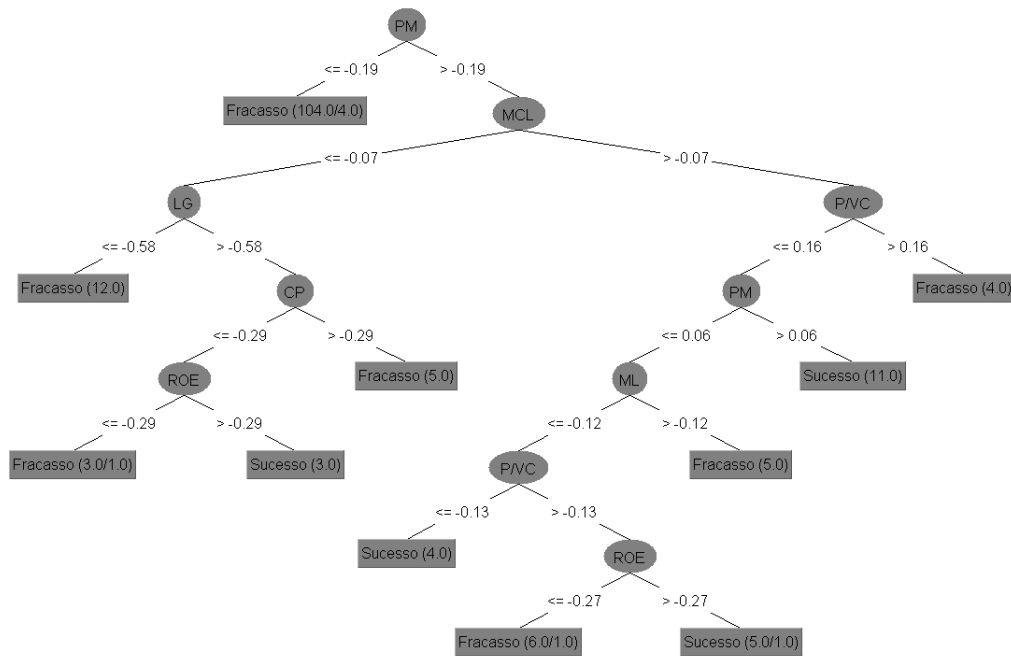 PM
<= -0.19 > -0.19
Fracasso (104.0/4.0) MCL
<= -0.07 > -0.07
LG P/VC
<= -0.58 > -0.58 <= 0.16 > 0.16
Fracasso (12.0) CP PM Fracasso (4.0)
<= -0.29 > -0.29 <= 0.06 > 0.06
ROE Fracasso (5.0) ML Sucesso (11.0)
<= -0.29 > -0.29 <= -0.12 > -0.12
Fracasso (3.0/1.0) Sucesso (3.0) P/VC Fracasso (5.0)
<= -0.13 > -0.13
Sucesso (4.0) ROE
<= -0.27 > -0.27
Fracasso (6.0/1.0) Sucesso (5.0/1.0)